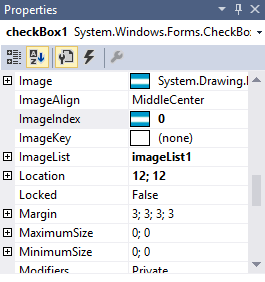 Properties
checkBox1 System.Windows.Forms.CheckBo
Image System.Drawing.I
ImageAlign MiddleCenter
ImageIndex 0
ImageKey (none)
ImageList imageList1
Location 12; 12
Locked False
Margin 3; 3; 3; 3
MaximumSize 0; 0
MinimumSize 0; 0
Modifiers Private